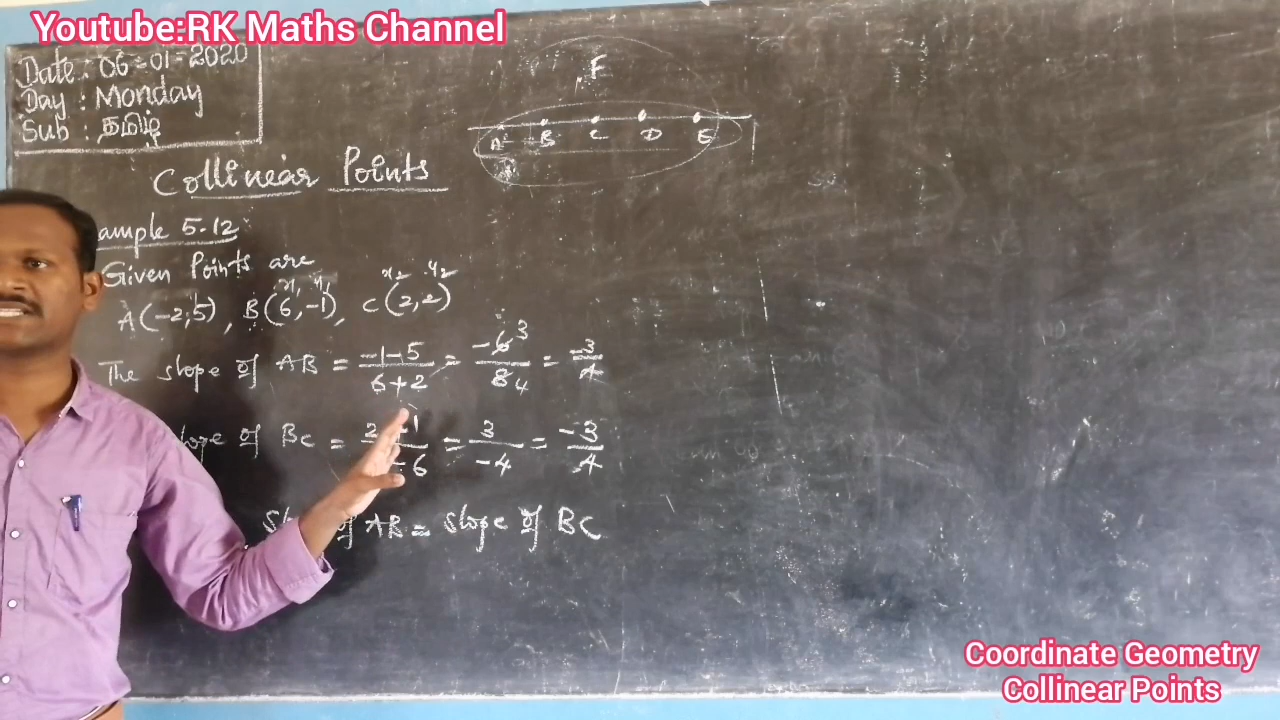 Youtube:RK Maths Channel
Date : 06-01-2020
Day : Monday
Sub : தமிழ்
F
A B C D E
Collinear Points
ample 5.12
Given Points are
x₁ y₁ x₂ y₂
A(-2,5), B(6,-1), C(2,2)
The slope of AB = -1-5/6+2 = -6 3/8 4 = -3/4
slope of BC = 2+1/-6 = 3/-4 = -3/4
of AB = slope of BC
Coordinate Geometry
Collinear Points